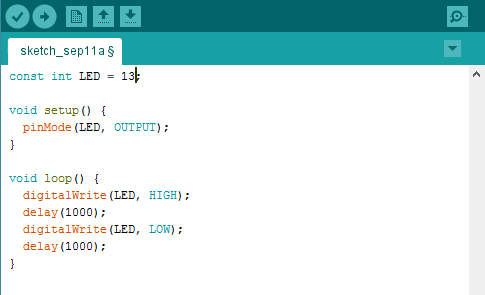 sketch_sep11a §
const int LED = 13;
void setup() {
  pinMode(LED, OUTPUT);
}
void loop() {
  digitalWrite(LED, HIGH);
  delay(1000);
  digitalWrite(LED, LOW);
  delay(1000);
}